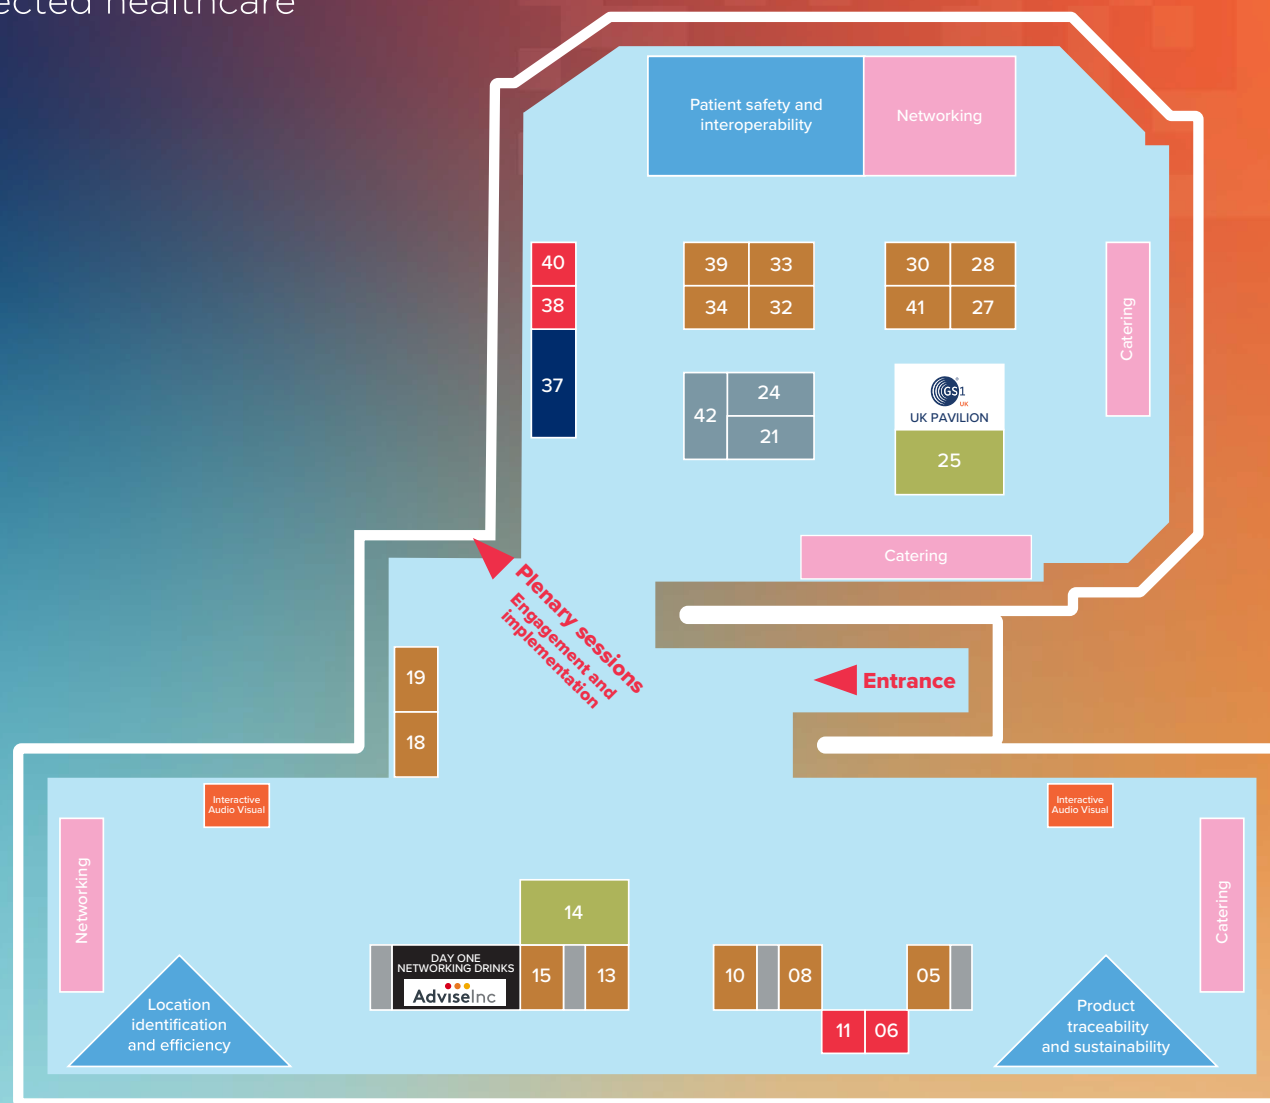 healthcare
Patient safety and
interoperability
Networking
40
38
37
39
33
34
32
30
28
41
27
Catering
42
24
21
GS1
UK
UK PAVILION
25
Catering
Plenary sessions
Engagement and
implementation
Entrance
19
18
Interactive
Audio Visual
Interactive
Audio Visual
Networking
Catering
14
DAY ONE
NETWORKING DRINKS
AdviseInc
15
13
10
08
05
11
06
Location
identification
and efficiency
Product
traceability
and sustainability